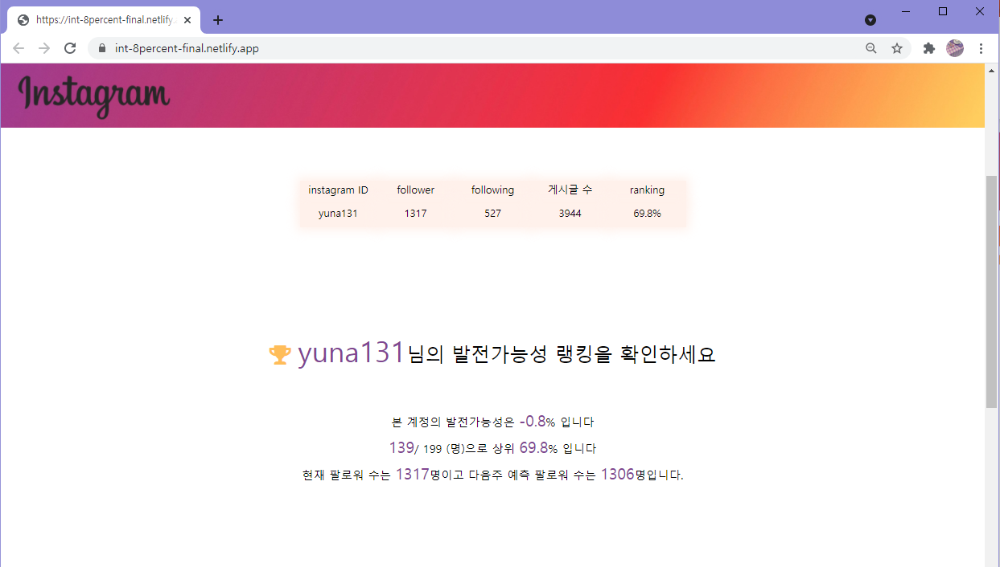 https://int-8percent-final.netlify.
int-8percent-final.netlify.app
Instagram
instagram ID follower following 게시글 수 ranking
yuna131 1317 527 3944 69.8%
yuna131님의 발전가능성 랭킹을 확인하세요
본 계정의 발전가능성은 -0.8% 입니다
139/ 199 (명)으로 상위 69.8% 입니다
현재 팔로워 수는 1317명이고 다음주 예측 팔로워 수는 1306명입니다.